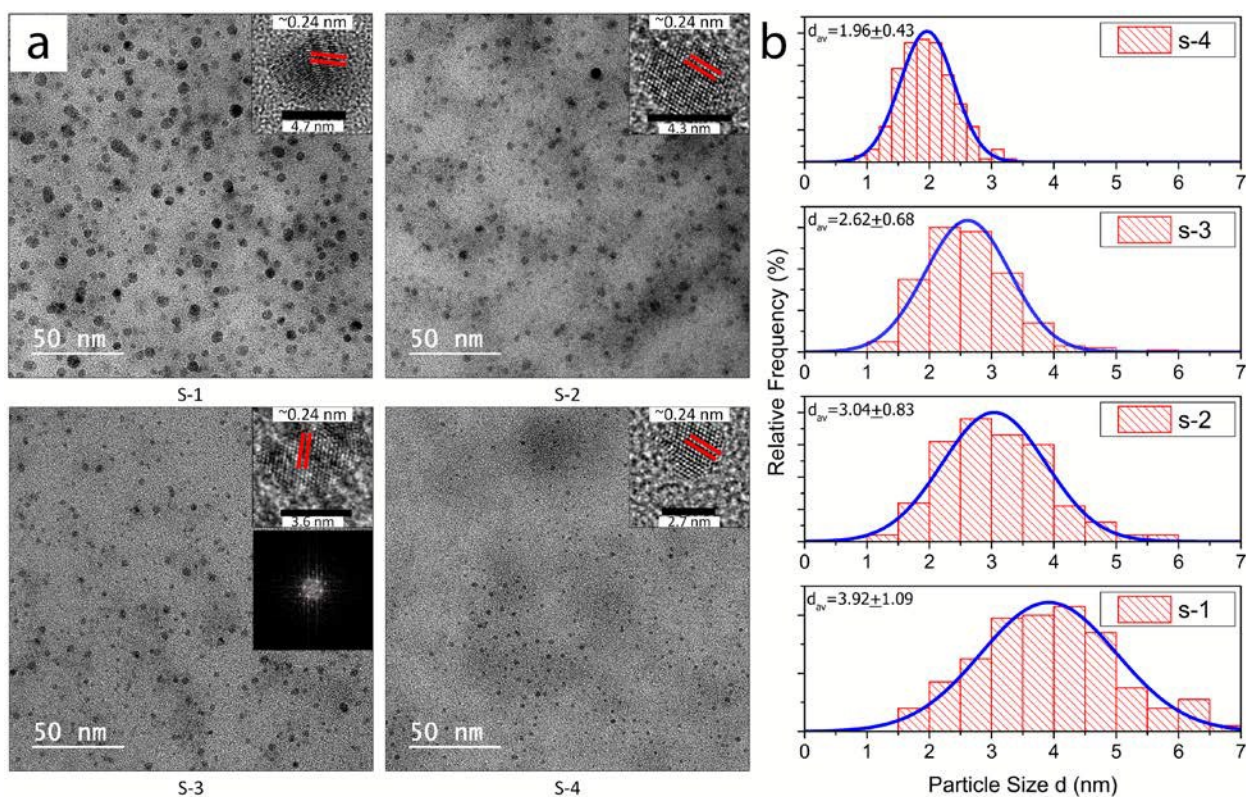 a
~0.24 nm
4.7 nm
50 nm
S-1
~0.24 nm
4.3 nm
50 nm
S-2
~0.24 nm
3.6 nm
50 nm
S-3
~0.24 nm
2.7 nm
50 nm
S-4
b
Relative Frequency (%)
d_av=1.96±0.43
s-4
0 1 2 3 4 5 6 7
d_av=2.62±0.68
s-3
0 1 2 3 4 5 6 7
d_av=3.04±0.83
s-2
0 1 2 3 4 5 6 7
d_av=3.92±1.09
s-1
0 1 2 3 4 5 6 7
Particle Size d (nm)